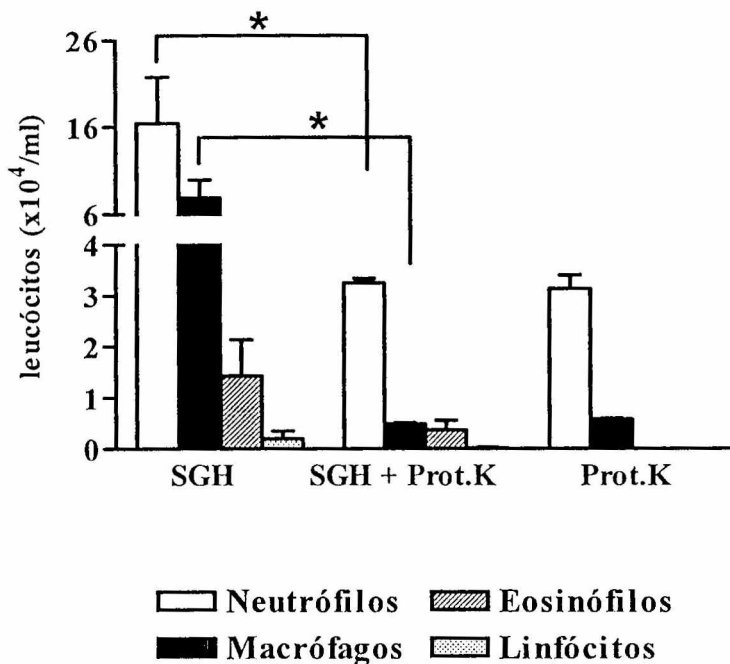 leucócitos (x10⁴/ml)
26
16
6
4
3
2
1
0
*
*
SGH
SGH + Prot.K
Prot.K
Neutrófilos
Eosinófilos
Macrófagos
Linfócitos